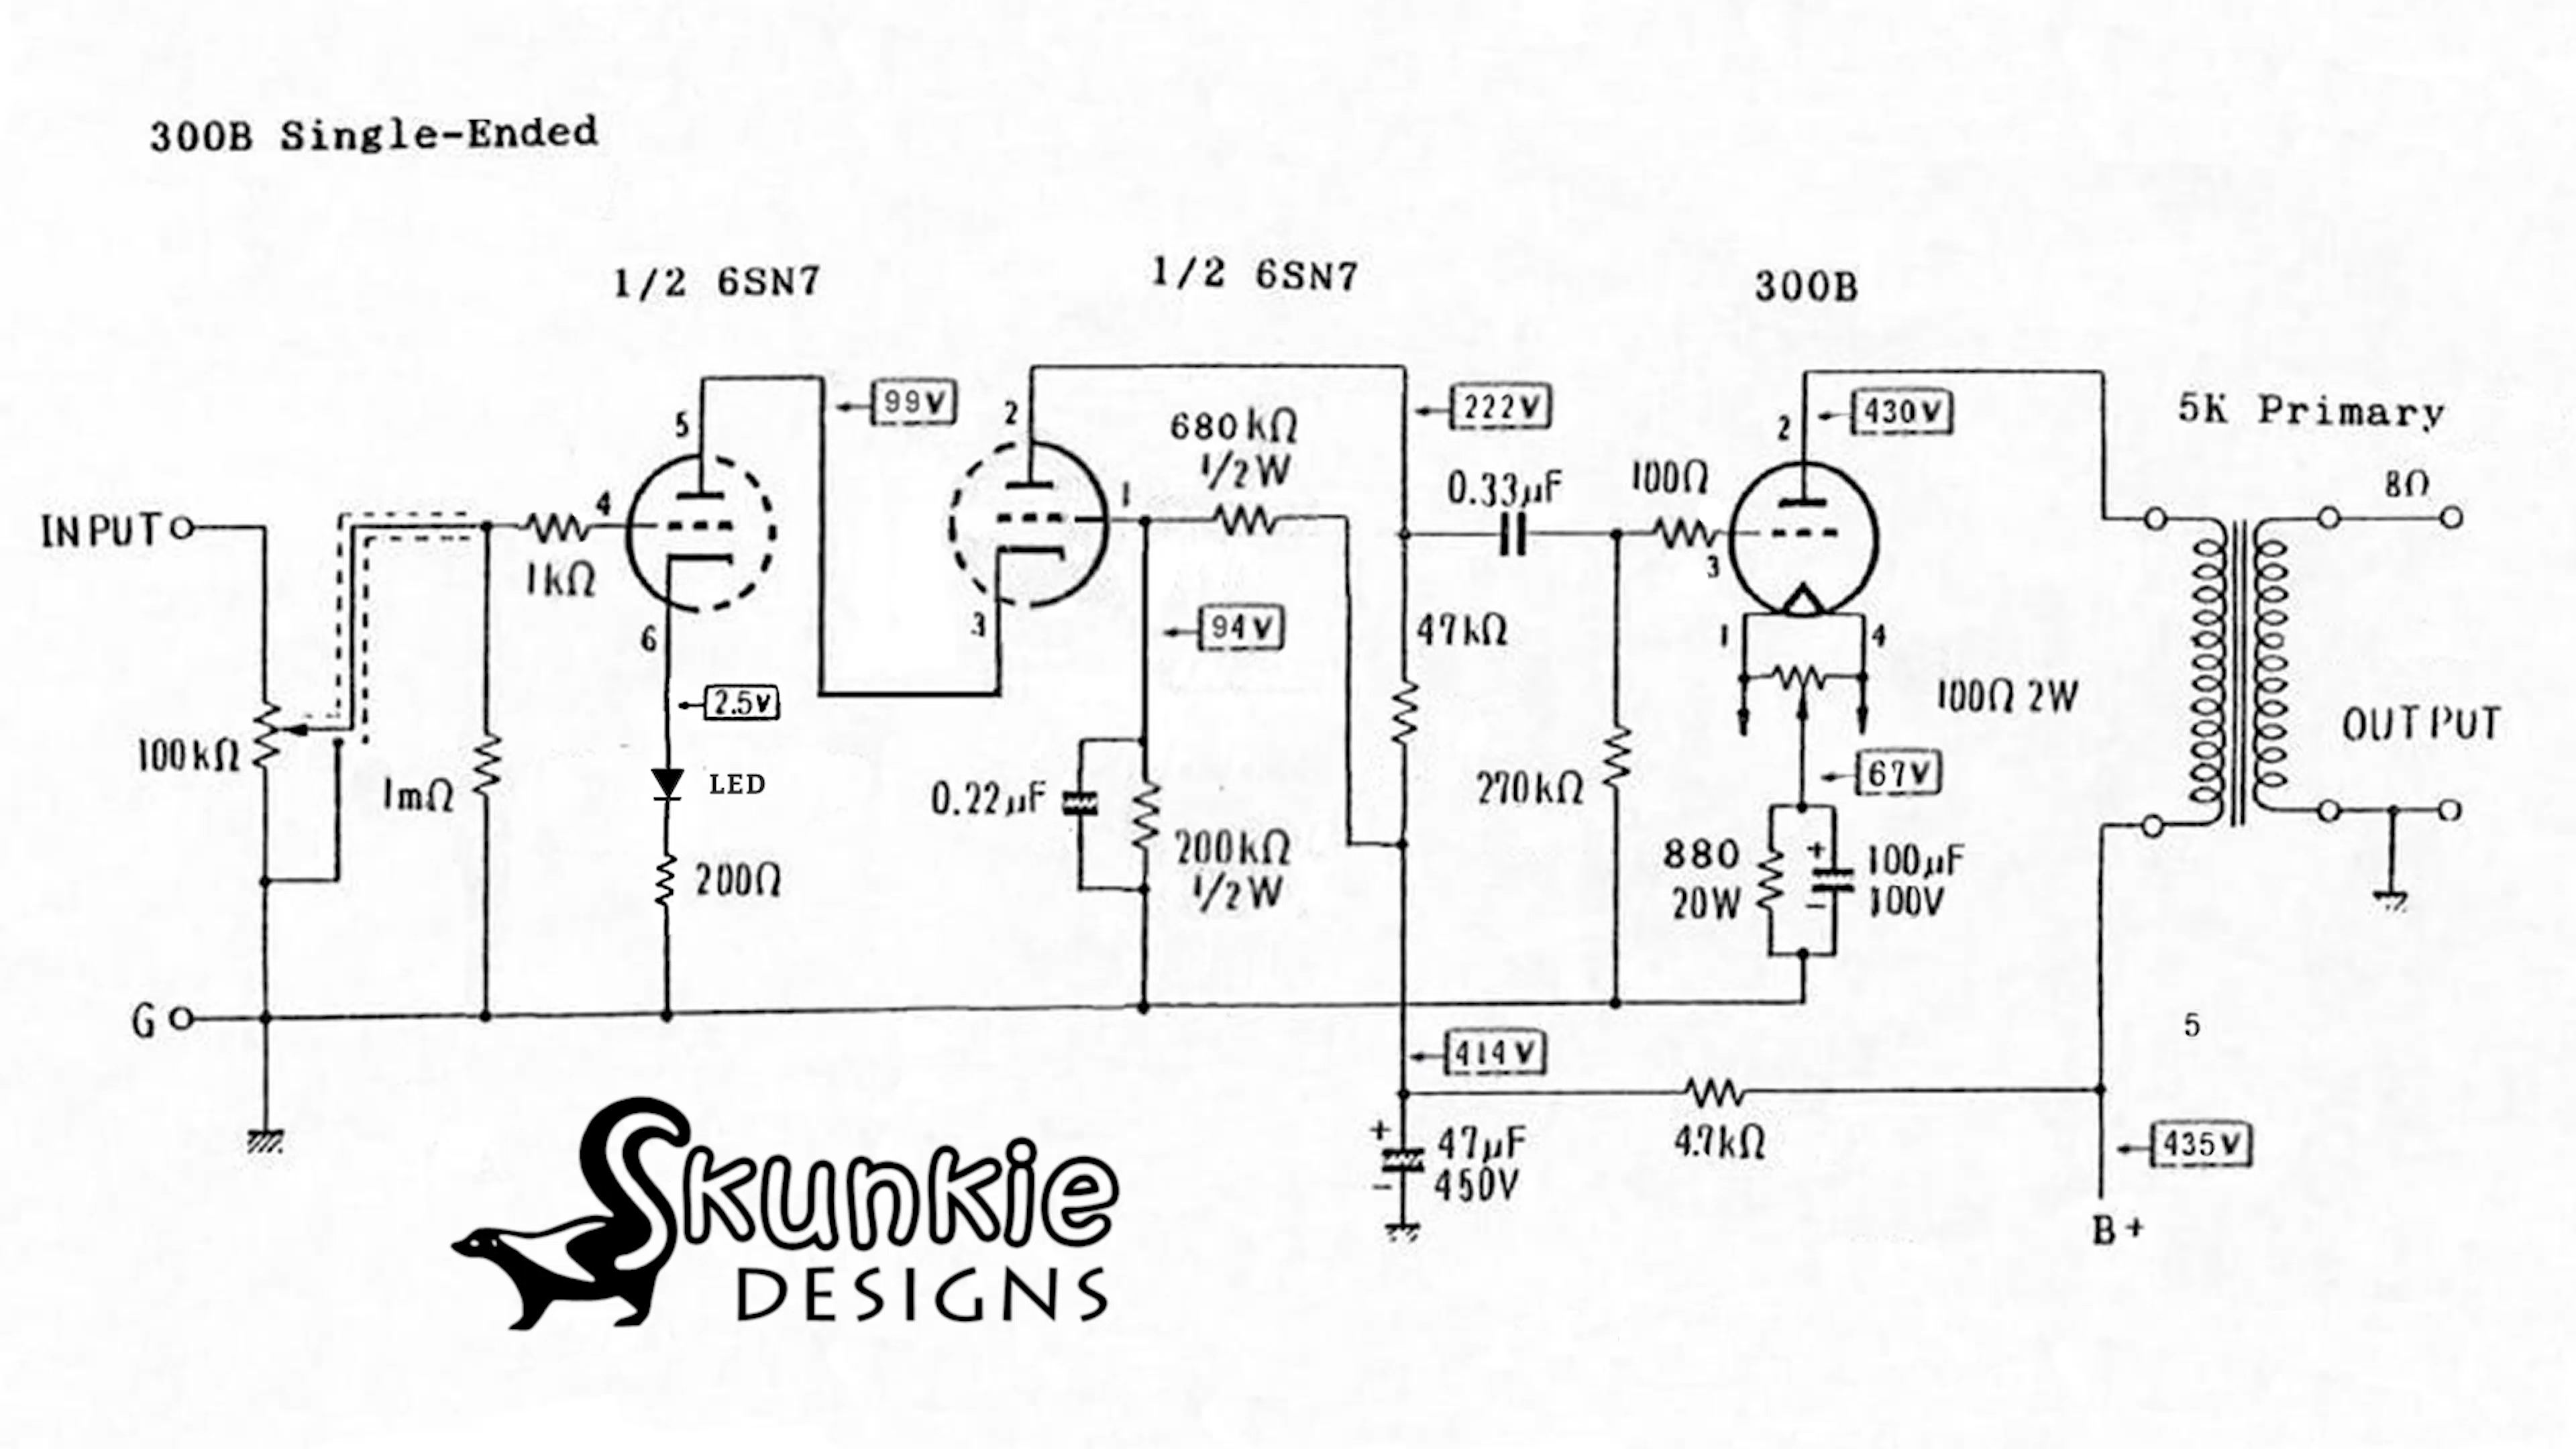 300B Single-Ended
1/2 6SN7
1/2 6SN7
300B
99V
222V
430V
5K Primary
8Ω
5
4
2
680kΩ
1/2W
1
0.33µF
100Ω
2
3
INPUT
1kΩ
6
3
94V
47kΩ
1
4
100Ω 2W
2.5V
OUTPUT
100kΩ
1mΩ
LED
0.22µF
270kΩ
67V
200Ω
200kΩ
1/2W
880
20W
+
100µF
100V
−
G
414V
5
+
47µF
450V
−
4.7kΩ
435V
B+
Skunkie
DESIGNS